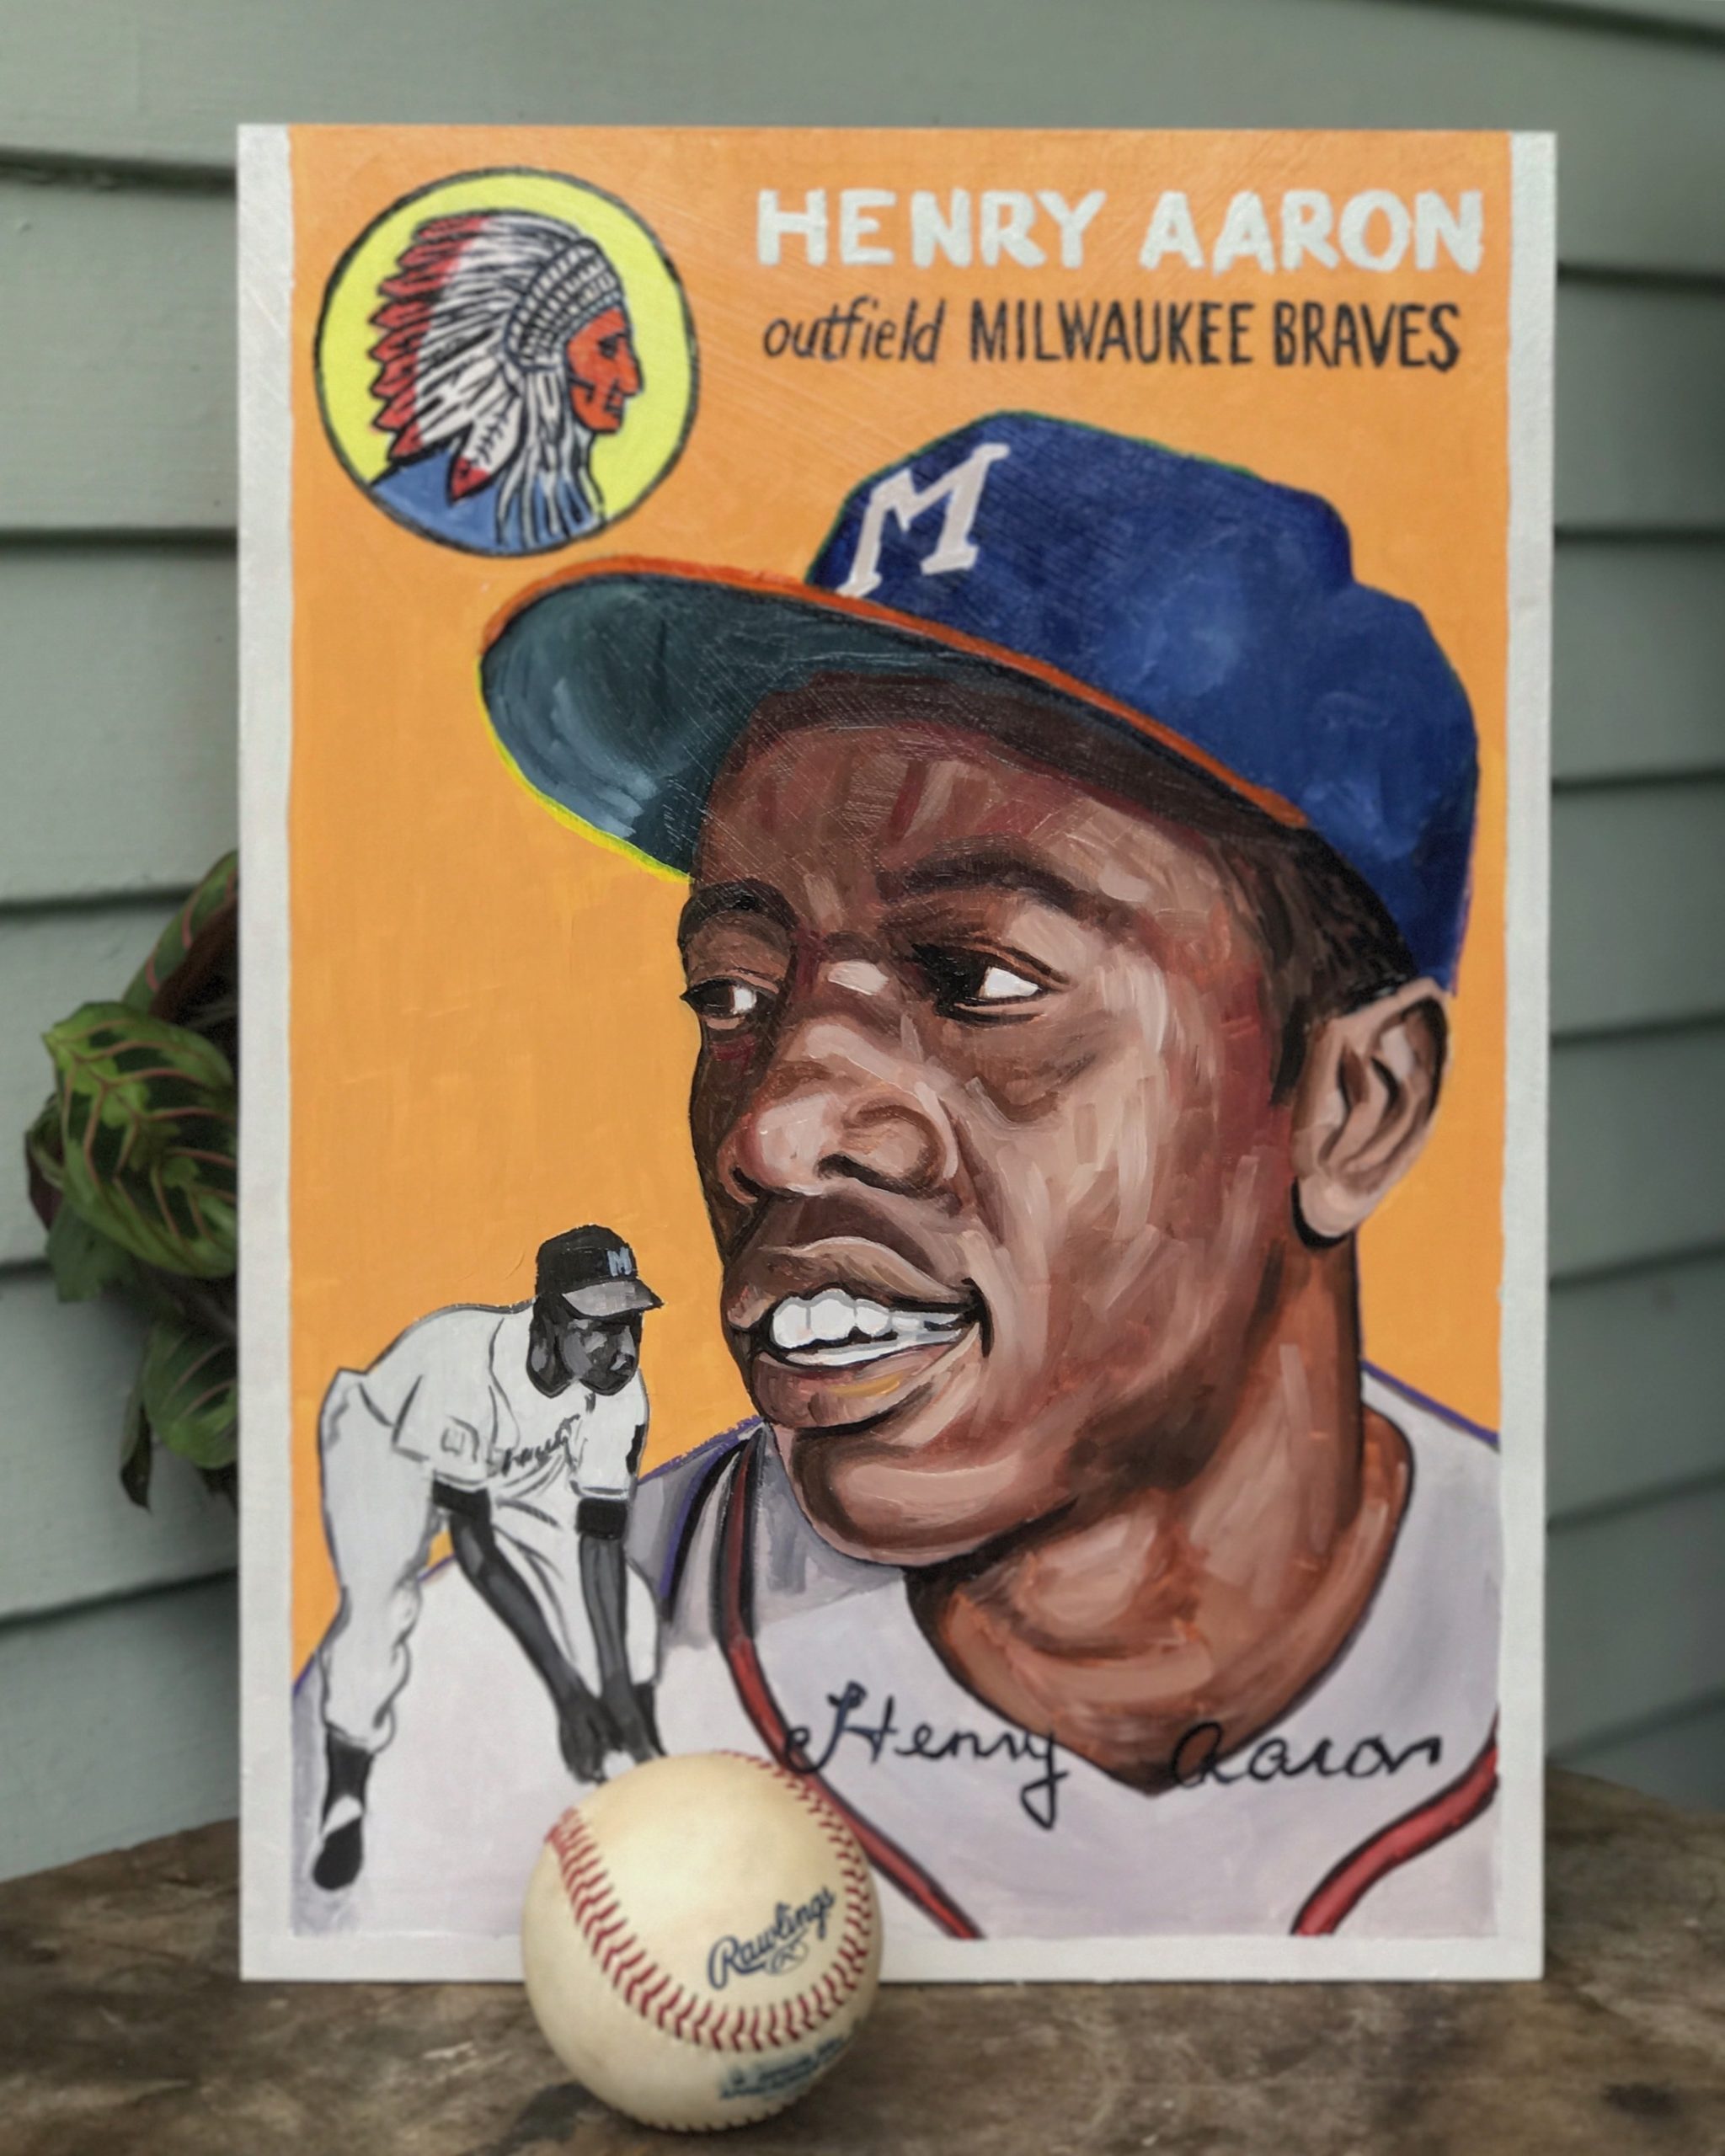 HENRY AARON
outfield MILWAUKEE BRAVES
M
M
Henry Aaron
Rawlings
R